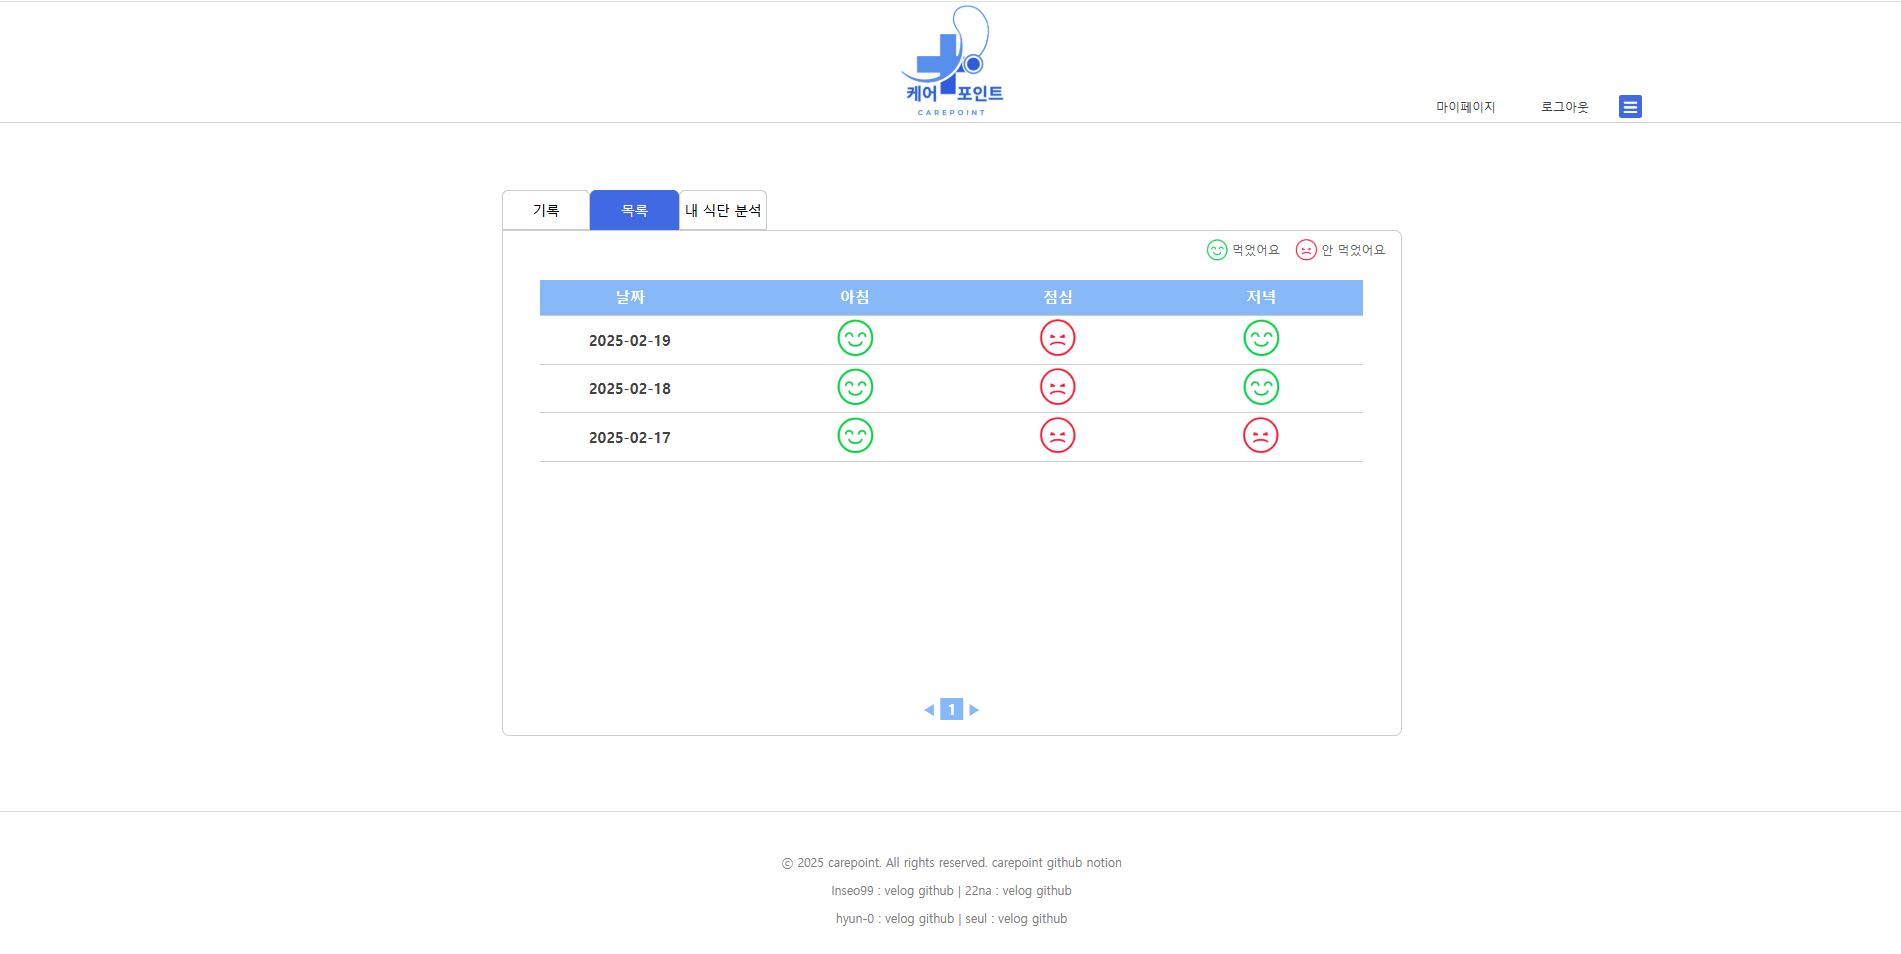 케어 포인트
CAREPOINT
마이페이지 로그아웃
기록 목록 내 식단 분석
먹었어요 안 먹었어요
날짜 아침 점심 저녁
2025-02-19
2025-02-18
2025-02-17
◀ 1 ▶
© 2025 carepoint. All rights reserved. carepoint github notion
Inseo99 : velog github | 22na : velog github
hyun-0 : velog github | seul : velog github